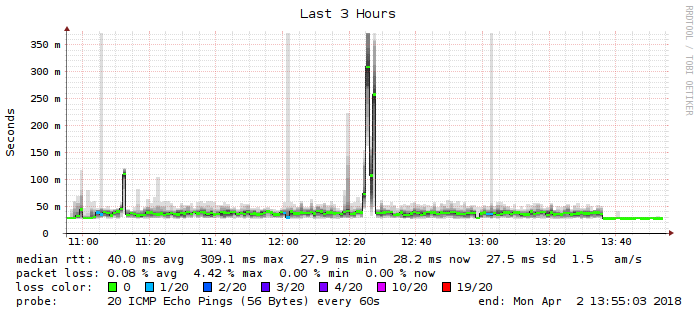 Last 3 Hours
RRDTOOL / TOBI OETIKER
Seconds
350 m
300 m
250 m
200 m
150 m
100 m
50 m
0
11:00 11:20 11:40 12:00 12:20 12:40 13:00 13:20 13:40
median rtt: 40.0 ms avg 309.1 ms max 27.9 ms min 28.2 ms now 27.5 ms sd 1.5 am/s
packet loss: 0.08 % avg 4.42 % max 0.00 % min 0.00 % now
loss color: 0 1/20 2/20 3/20 4/20 10/20 19/20
probe: 20 ICMP Echo Pings (56 Bytes) every 60s end: Mon Apr 2 13:55:03 2018